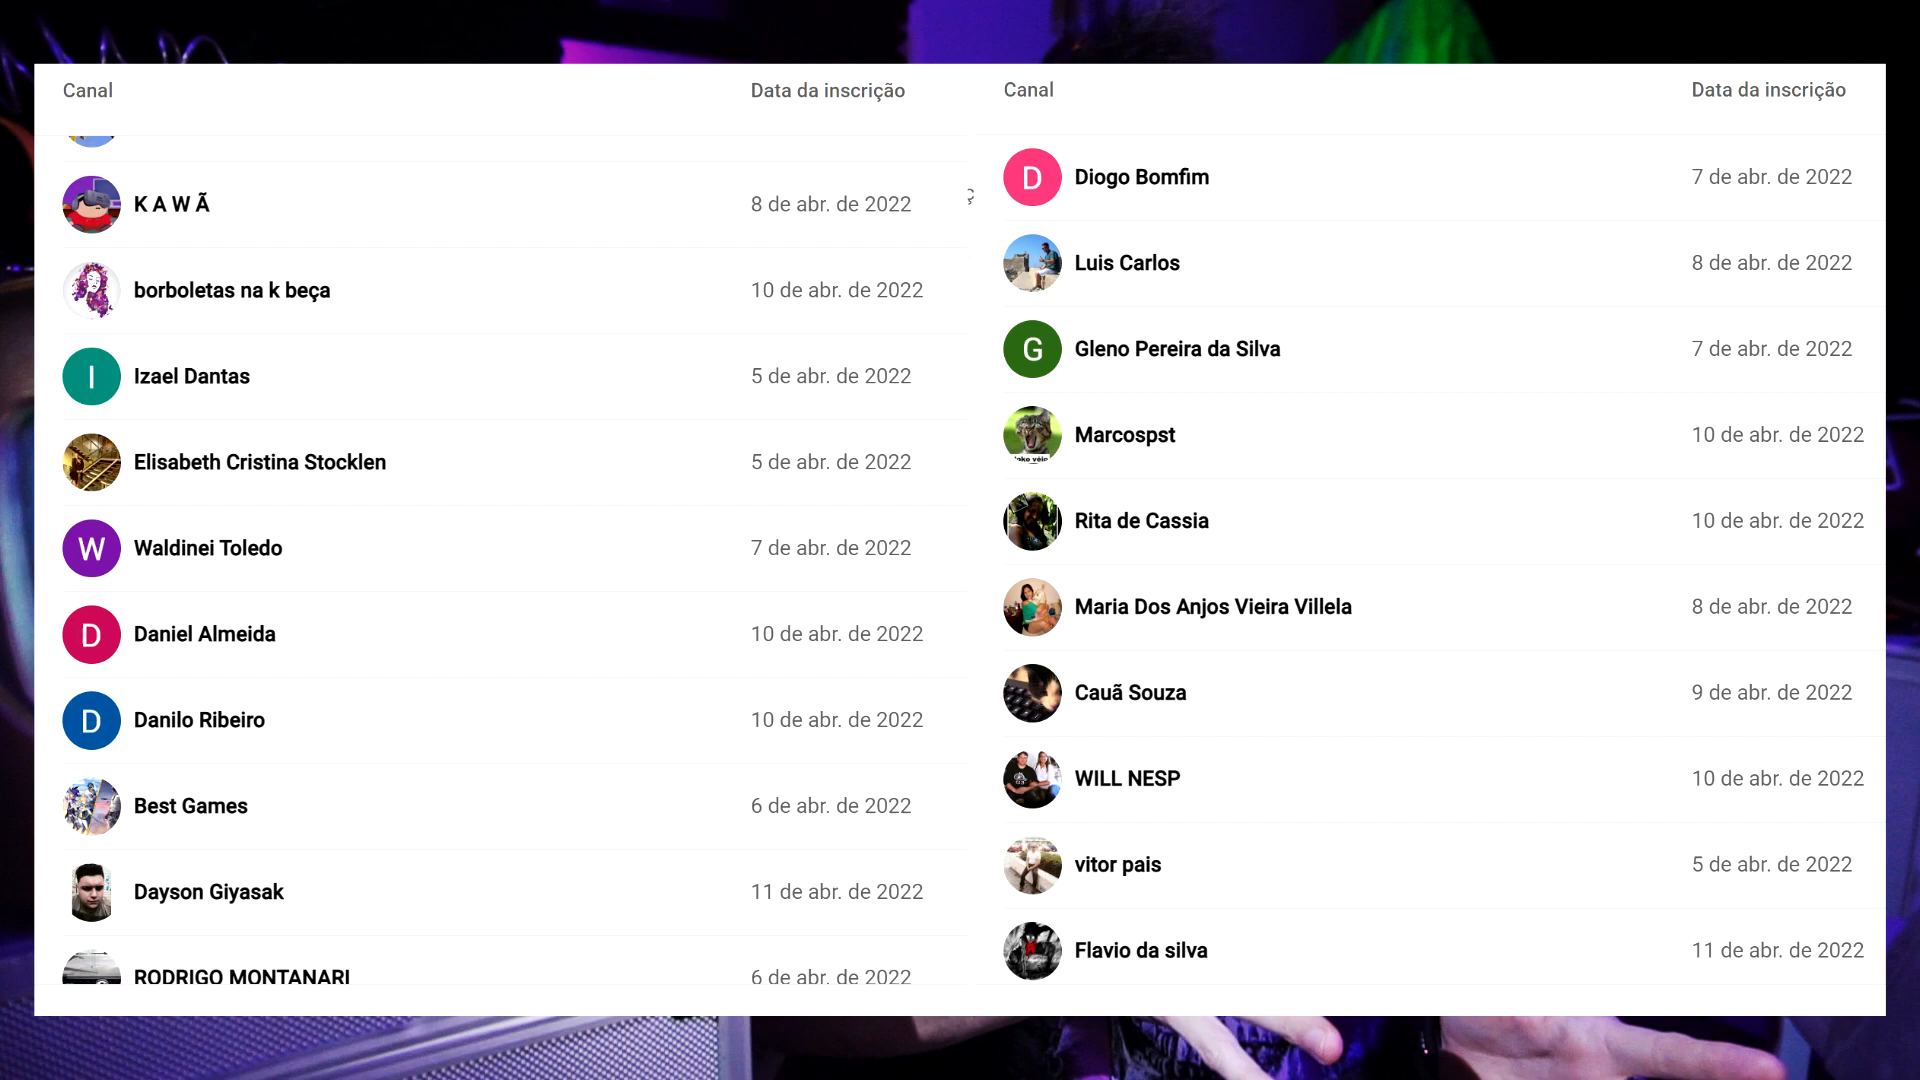 Canal Data da inscrição
K A W Ã 8 de abr. de 2022
borboletas na k beça 10 de abr. de 2022
I Izael Dantas 5 de abr. de 2022
Elisabeth Cristina Stocklen 5 de abr. de 2022
W Waldinei Toledo 7 de abr. de 2022
D Daniel Almeida 10 de abr. de 2022
D Danilo Ribeiro 10 de abr. de 2022
Best Games 6 de abr. de 2022
Dayson Giyasak 11 de abr. de 2022
RODRIGO MONTANARI 6 de abr. de 2022
ç
Canal Data da inscrição
D Diogo Bomfim 7 de abr. de 2022
Luis Carlos 8 de abr. de 2022
G Gleno Pereira da Silva 7 de abr. de 2022
Marcospst 10 de abr. de 2022
Rita de Cassia 10 de abr. de 2022
Maria Dos Anjos Vieira Villela 8 de abr. de 2022
Cauã Souza 9 de abr. de 2022
WILL NESP 10 de abr. de 2022
vitor pais 5 de abr. de 2022
Flavio da silva 11 de abr. de 2022